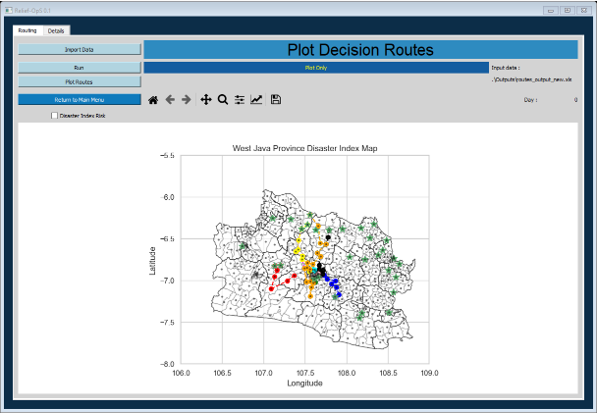 Relief-Op0.0.1
Routing
Details
Import Data
Plot Decision Routes
Run
Plot Only
Input data :
Plot Routes
.\Outputs\routes_output_new.xls
Return to Main Menu
Day :
0
Disaster Index Risk
West Java Province Disaster Index Map
−5.5
−6.0
−6.5
−7.0
−7.5
−8.0
Latitude
106.0
106.5
107.0
107.5
108.0
108.5
109.0
Longitude